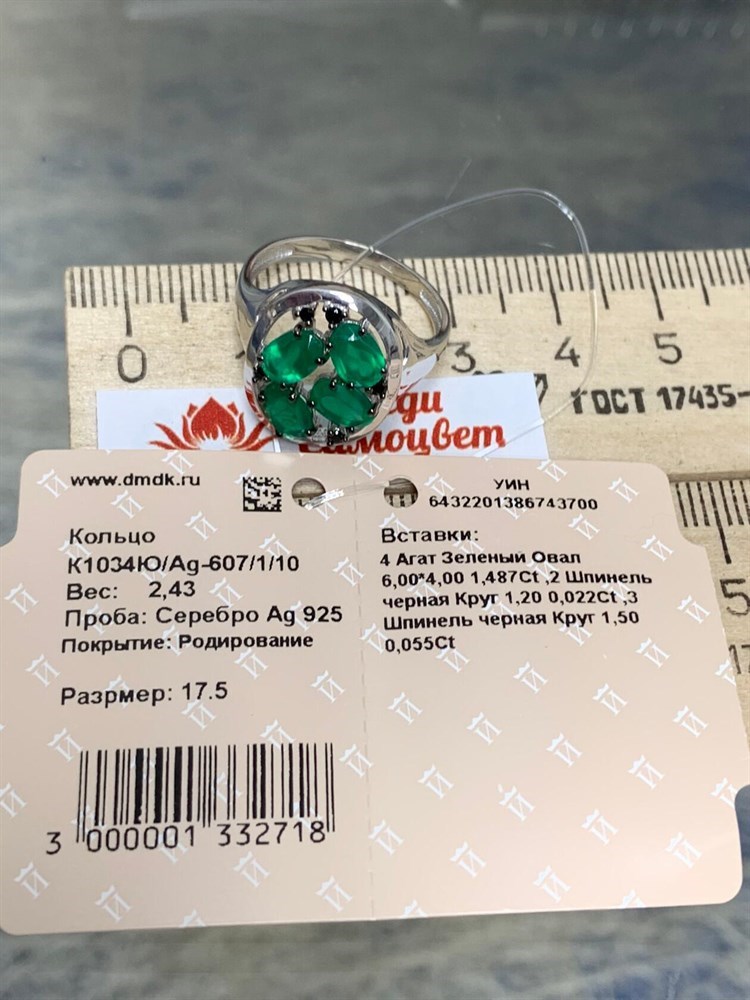 0 3 4 5
ГОСТ 17435-
еди
амоцвет
www.dmdk.ru
Кольцо
К1034Ю/Ag-607/1/10
Вес: 2,43
Проба: Серебро Ag 925
Покрытие: Родирование
Разрмер: 17.5
3 000001 332718
УИН
6432201386743700
Вставки:
4 Агат Зеленый Овал
6,00*4,00 1,487Ct ,2 Шпинель
черная Круг 1,20 0,022Ct ,3
Шпинель черная Круг 1,50
0,055Ct
5